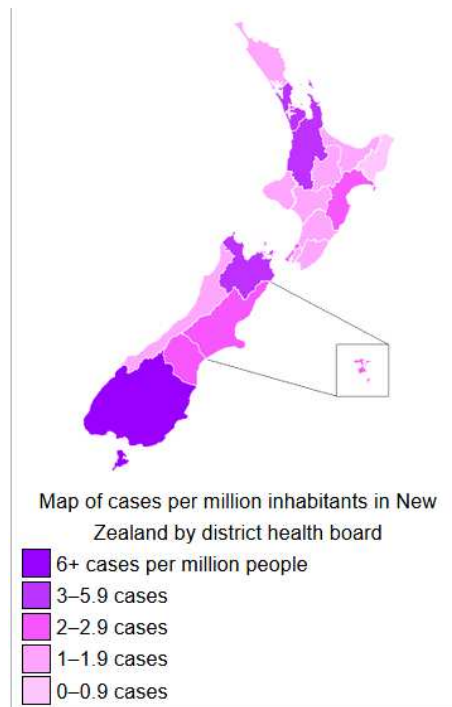 Map of cases per million inhabitants in New
Zealand by district health board
6+ cases per million people
3–5.9 cases
2–2.9 cases
1–1.9 cases
0–0.9 cases